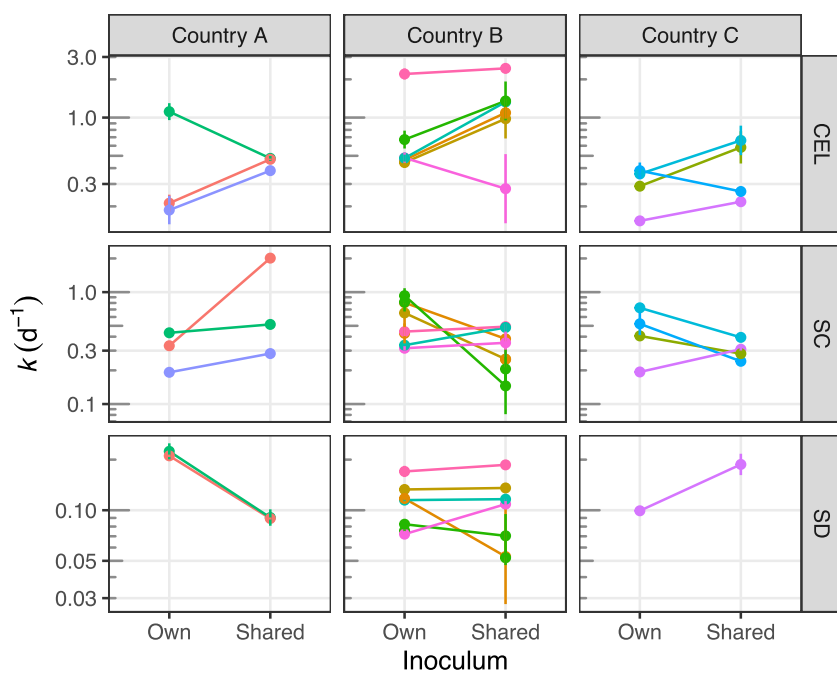 Country A
Country B
Country C
3.0
1.0
0.3
CEL
1.0
0.3
0.1
SC
0.10
0.05
0.03
SD
k (d⁻¹)
Own
Shared
Own
Shared
Own
Shared
Inoculum